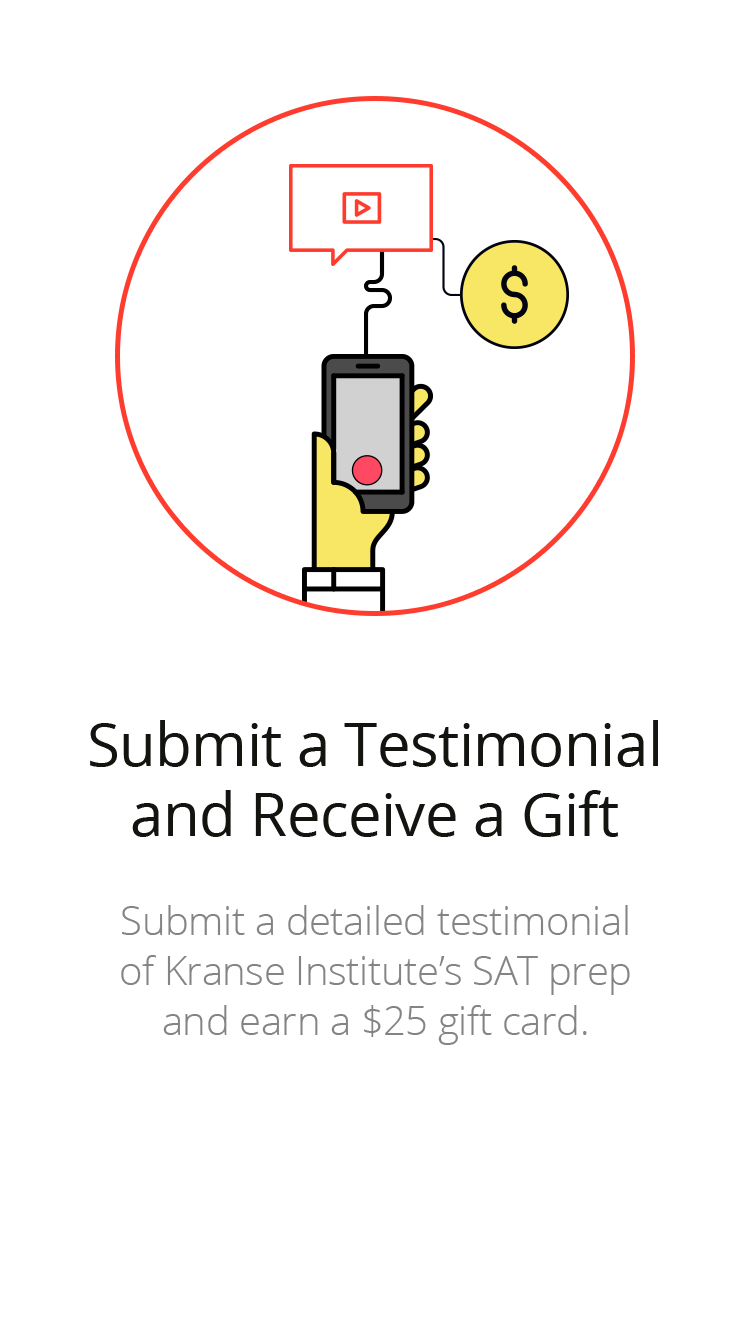 $
Submit a Testimonial
and Receive a Gift
Submit a detailed testimonial
of Kranse Institute’s SAT prep
and earn a $25 gift card.